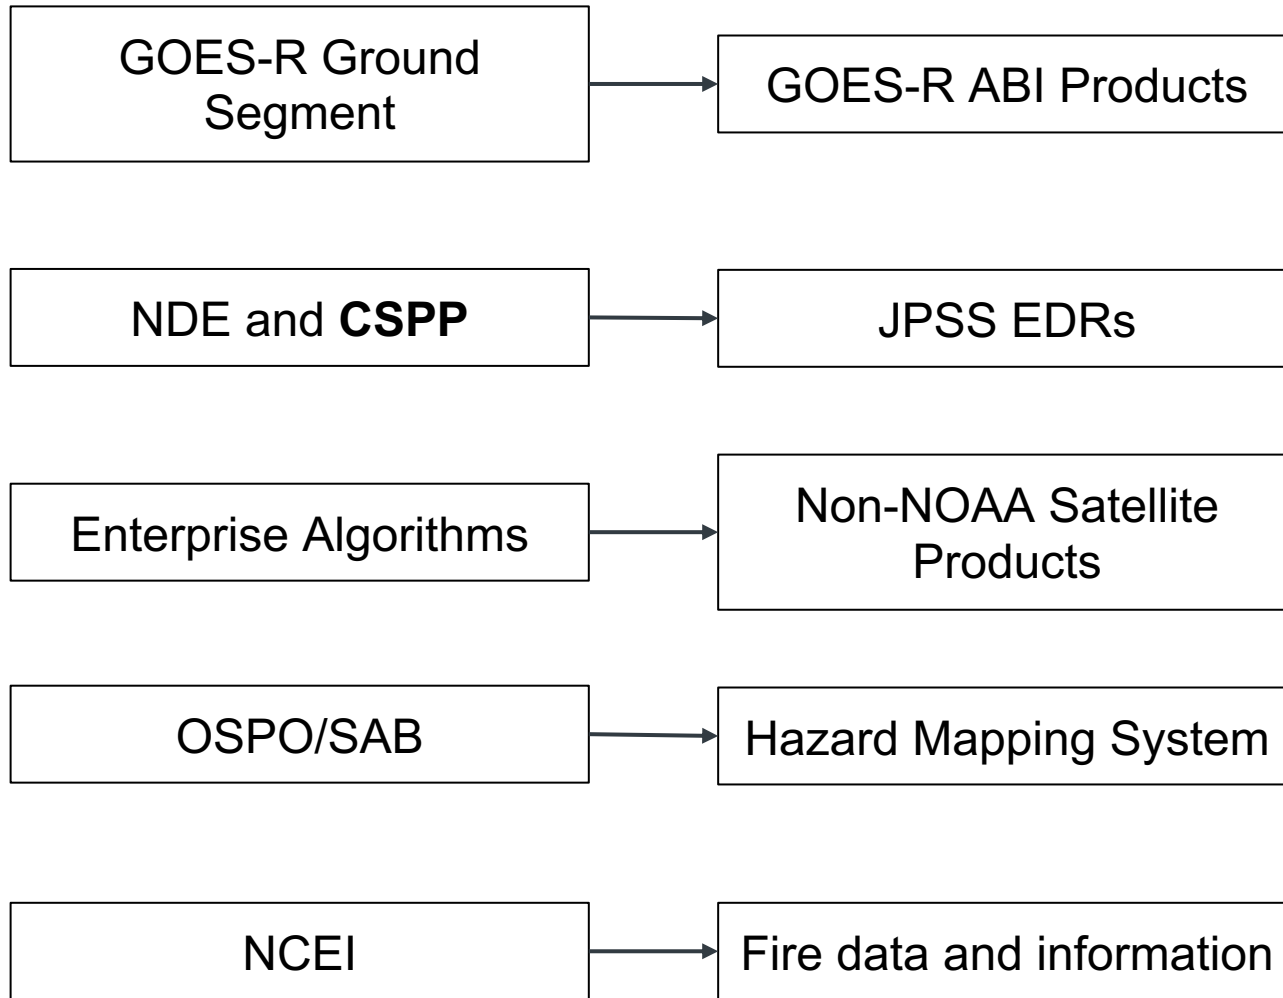 GOES-R Ground
Segment
GOES-R ABI Products
NDE and CSPP
JPSS EDRs
Enterprise Algorithms
Non-NOAA Satellite
Products
OSPO/SAB
Hazard Mapping System
NCEI
Fire data and information